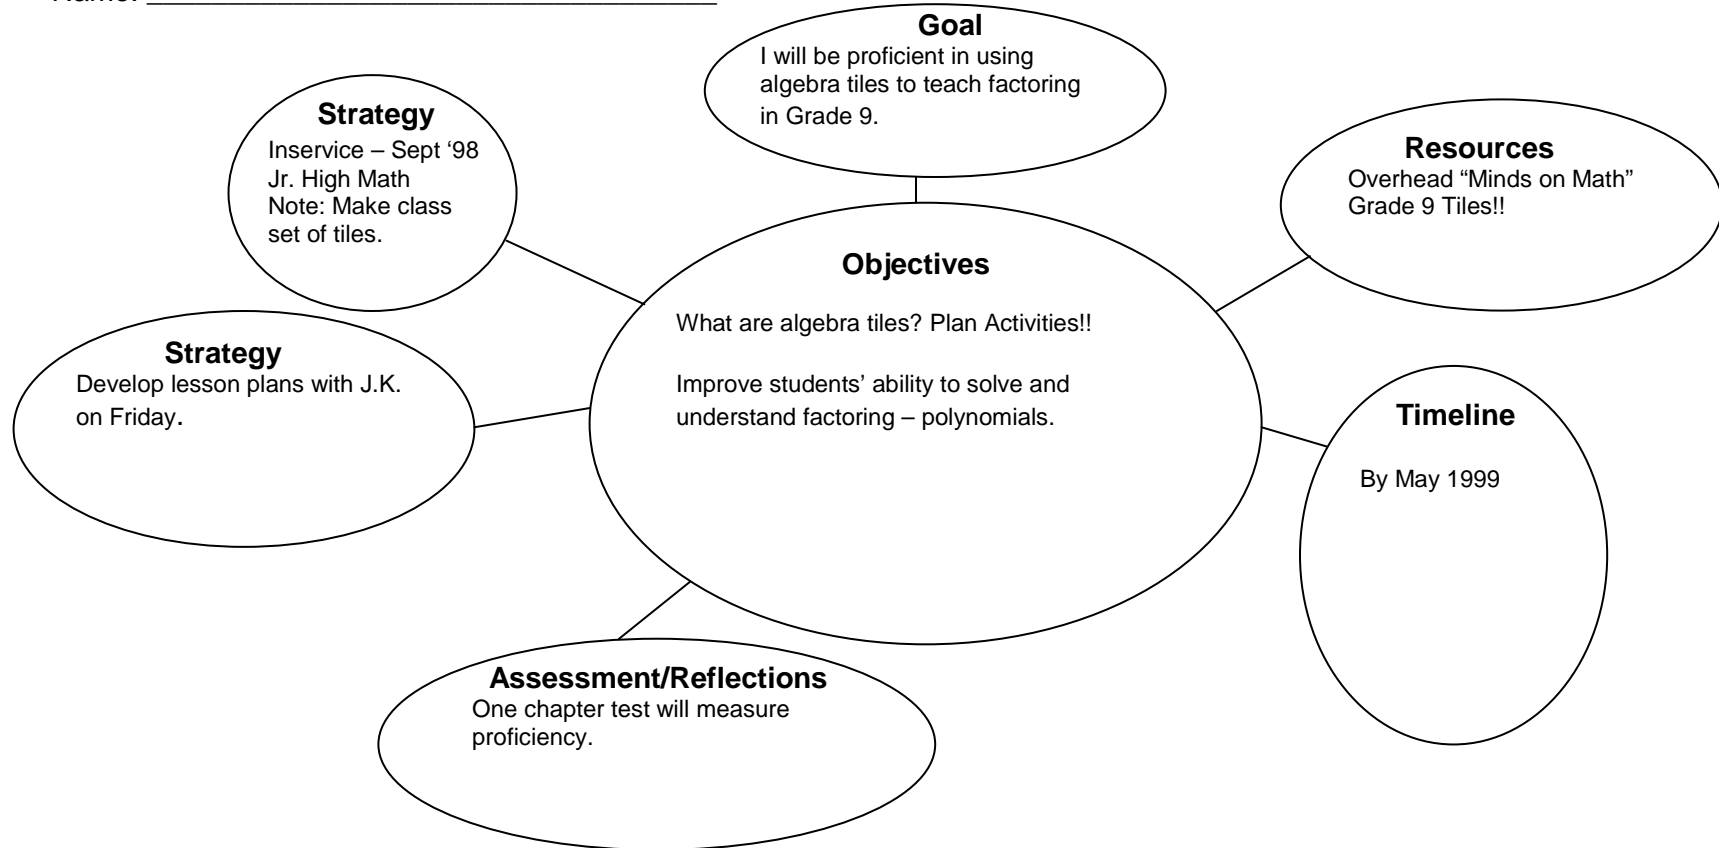 Name: ___________________________________
Goal
I will be proficient in using
algebra tiles to teach factoring
in Grade 9.
Strategy
Inservice – Sept ‘98
Jr. High Math
Note: Make class
set of tiles.
Resources
Overhead “Minds on Math”
Grade 9 Tiles!!
Objectives
What are algebra tiles? Plan Activities!!
Improve students’ ability to solve and
understand factoring – polynomials.
Strategy
Develop lesson plans with J.K.
on Friday.
Timeline
By May 1999
Assessment/Reflections
One chapter test will measure
proficiency.